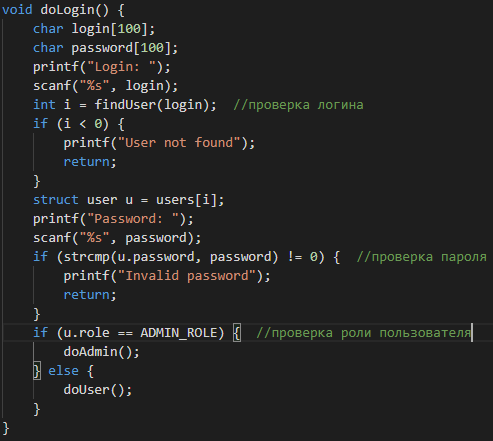 void doLogin() {
    char login[100];
    char password[100];
    printf("Login: ");
    scanf("%s", login);
    int i = findUser(login);  //проверка логина
    if (i < 0) {
        printf("User not found");
        return;
    }
    struct user u = users[i];
    printf("Password: ");
    scanf("%s", password);
    if (strcmp(u.password, password) != 0) {  //проверка пароля
        printf("Invalid password");
        return;
    }
    if (u.role == ADMIN_ROLE) {  //проверка роли пользователя
        doAdmin();
    } else {
        doUser();
    }
}